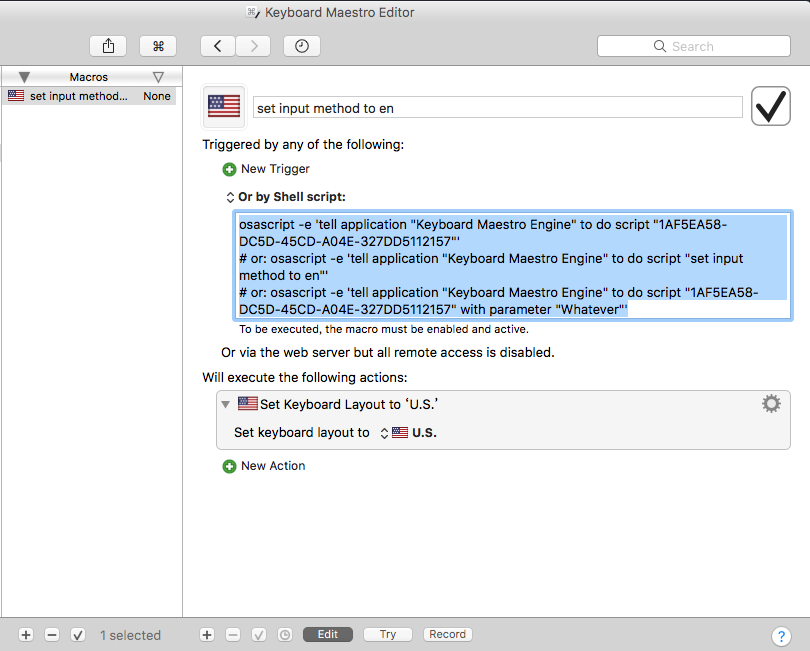 Keyboard Maestro Editor
Search
Macros
set input method... None
set input method to en
Triggered by any of the following:
New Trigger
Or by Shell script:
osascript -e 'tell application "Keyboard Maestro Engine" to do script "1AF5EA58-
DC5D-45CD-A04E-327DD5112157"'
# or: osascript -e 'tell application "Keyboard Maestro Engine" to do script "set input
method to en"'
# or: osascript -e 'tell application "Keyboard Maestro Engine" to do script "1AF5EA58-
DC5D-45CD-A04E-327DD5112157" with parameter "Whatever"'
To be executed, the macro must be enabled and active.
Or via the web server but all remote access is disabled.
Will execute the following actions:
Set Keyboard Layout to ‘U.S.’
Set keyboard layout to U.S.
New Action
1 selected Edit Try Record ?